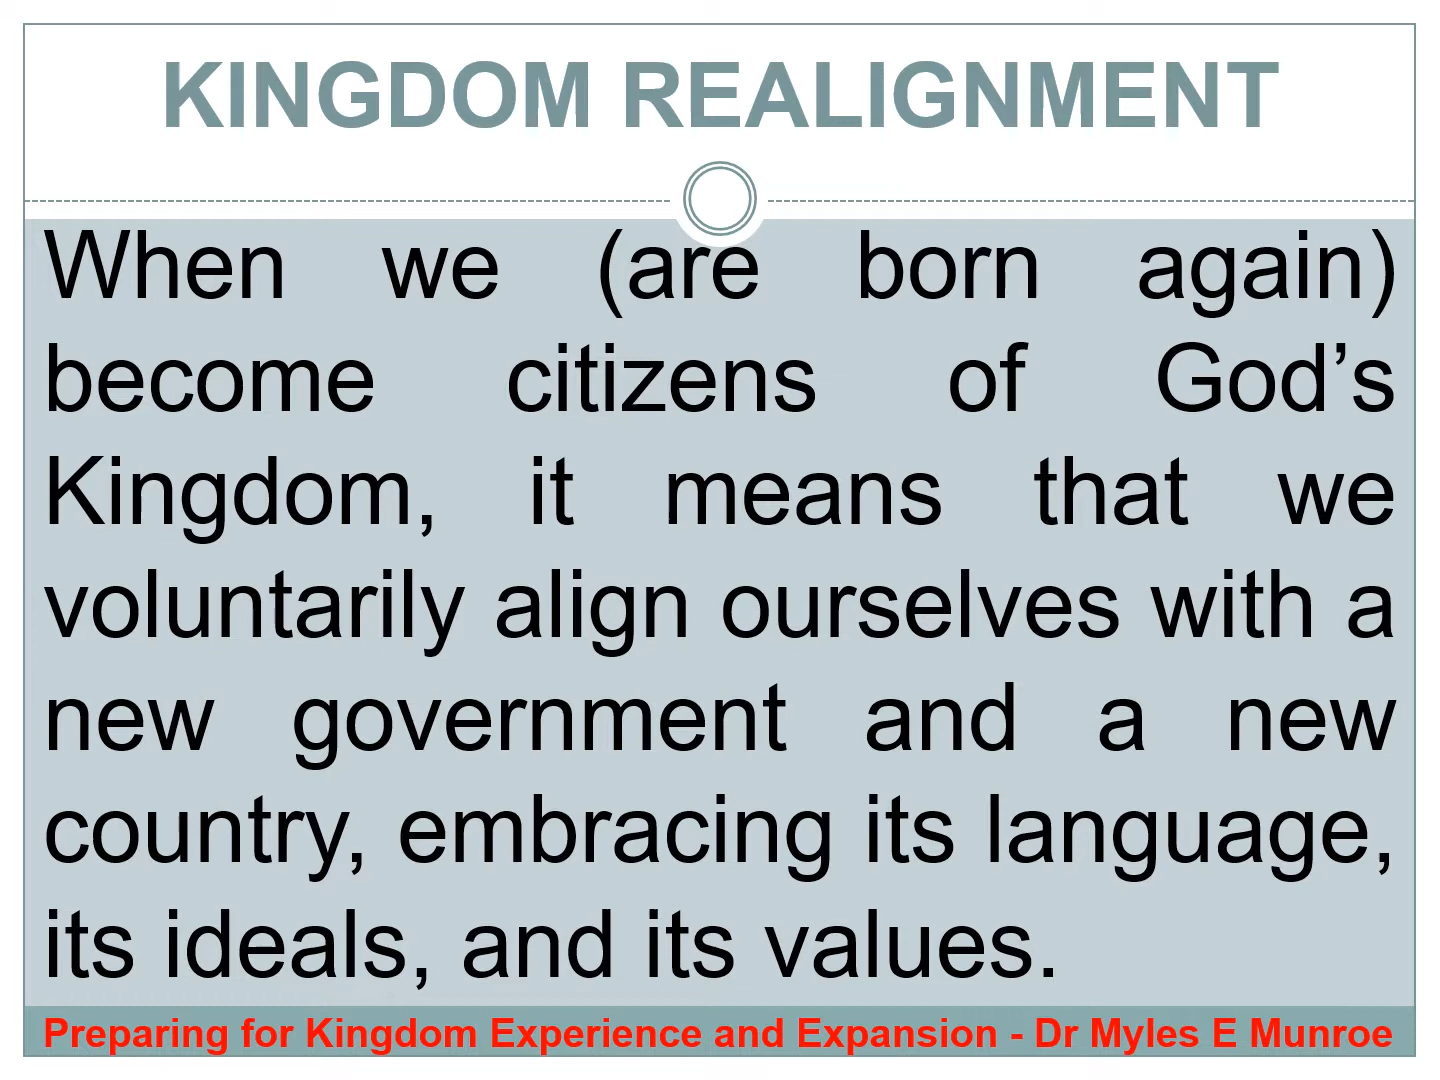 KINGDOM REALIGNMENT
When we (are born again)
become citizens of God’s
Kingdom, it means that we
voluntarily align ourselves with a
new government and a new
country, embracing its language,
its ideals, and its values.
Preparing for Kingdom Experience and Expansion - Dr Myles E Munroe